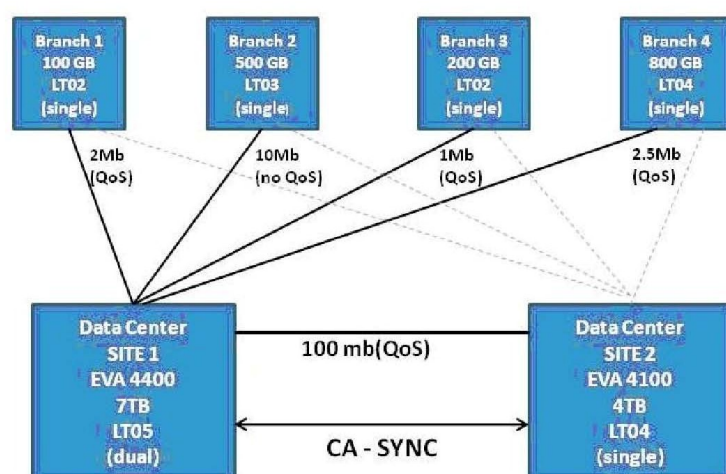 Branch 1
100 GB
LT02
(single)
Branch 2
500 GB
LT03
(single)
Branch 3
200 GB
LT02
(single)
Branch 4
800 GB
LT04
(single)
2Mb
(QoS)
10Mb
(no QoS)
1Mb
(QoS)
2.5Mb
(QoS)
Data Center
SITE 1
EVA 4400
7TB
LT05
(dual)
100 mb(QoS)
CA - SYNC
Data Center
SITE 2
EVA 4100
4TB
LT04
(single)